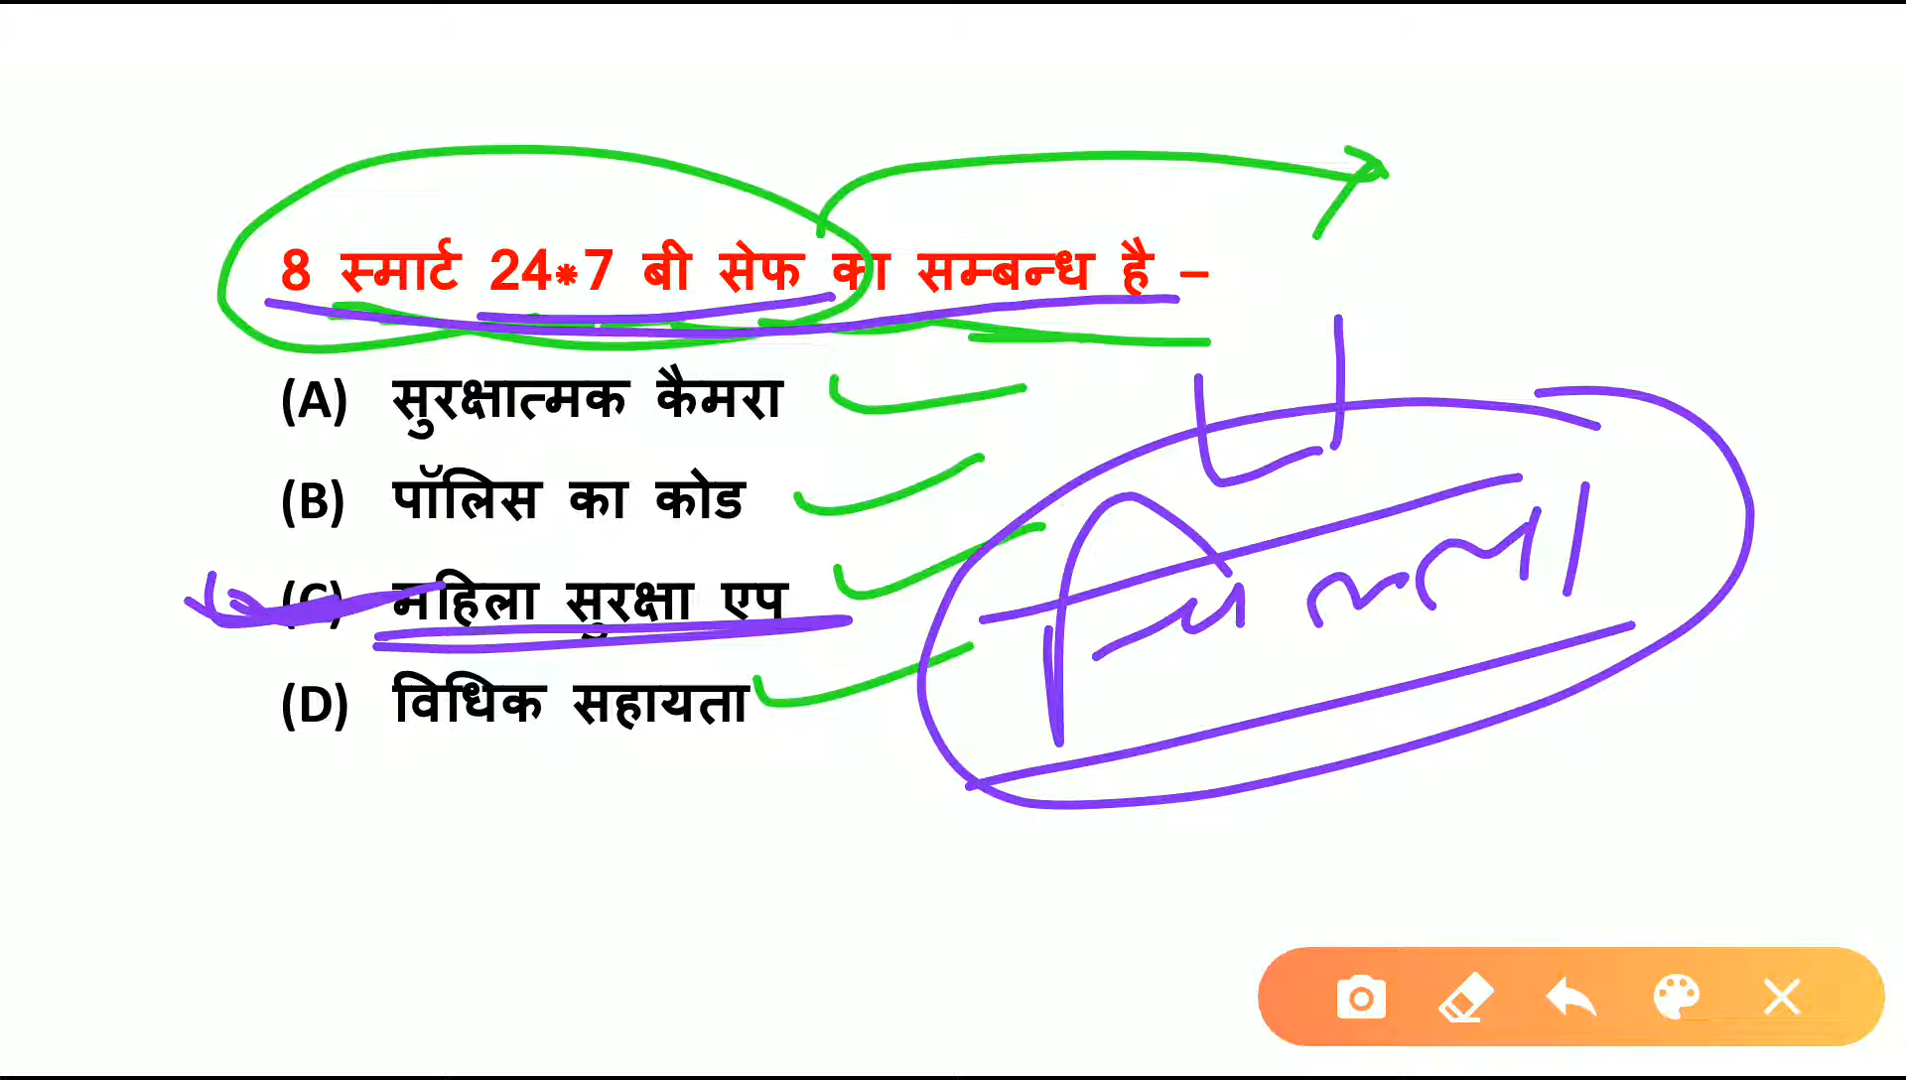 8 स्मार्ट 24*7 बी सेफ का सम्बन्ध है –
(A) सुरक्षात्मक कैमरा
(B) पॉलिस का कोड
(C) महिला सुरक्षा एप
(D) विधिक सहायता